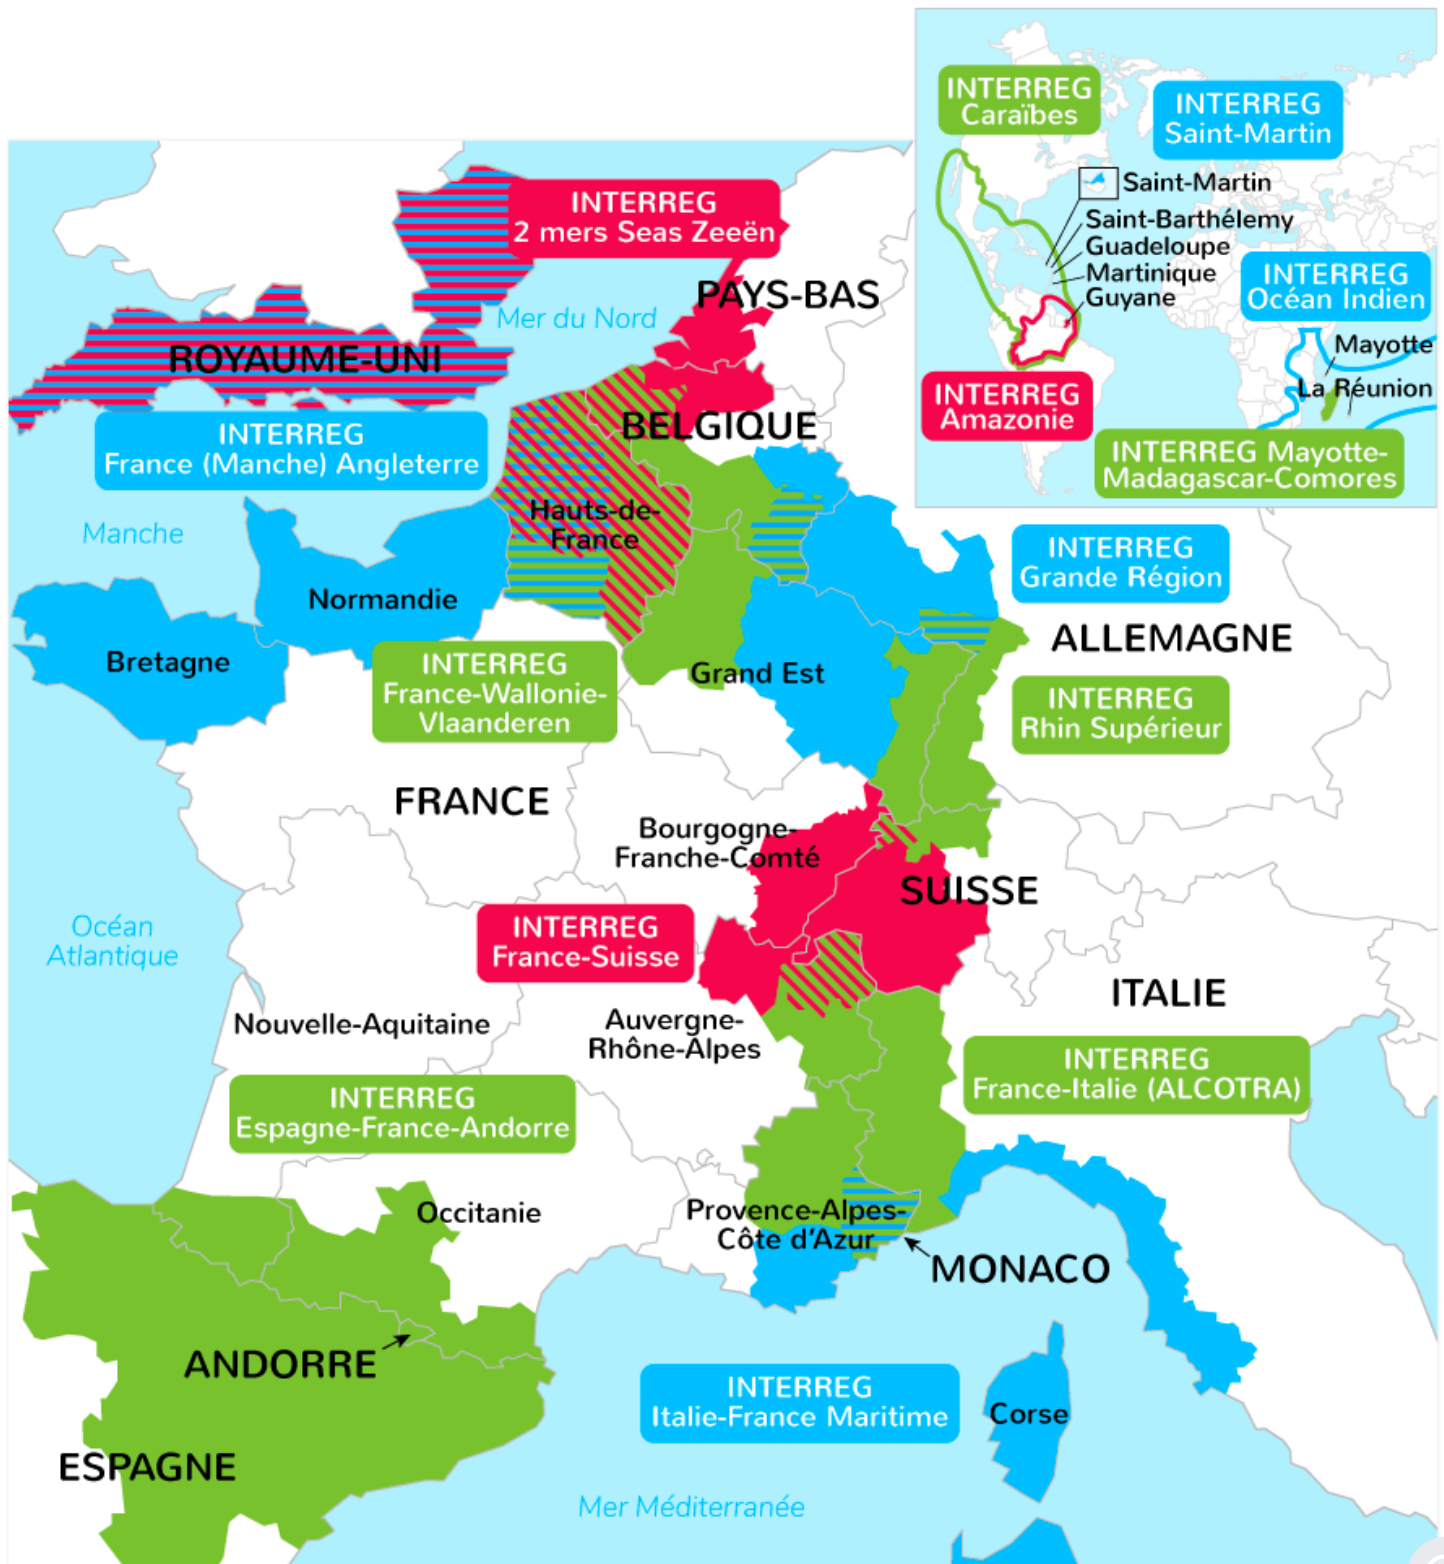 INTERREG
Caraïbes
INTERREG
Saint-Martin
Saint-Martin
Saint-Barthélemy
Guadeloupe
Martinique
Guyane
INTERREG
Océan Indien
Mayotte
La Réunion
INTERREG
Amazonie
INTERREG Mayotte-
Madagascar-Comores
INTERREG
2 mers Seas Zeeën
PAYS-BAS
Mer du Nord
ROYAUME-UNI
BELGIQUE
INTERREG
France (Manche) Angleterre
Manche
Hauts-de-
France
INTERREG
Grande Région
Normandie
ALLEMAGNE
Bretagne
INTERREG
France-Wallonie-
Vlaanderen
Grand Est
INTERREG
Rhin Supérieur
FRANCE
Bourgogne-
Franche-Comté
SUISSE
Océan
Atlantique
INTERREG
France-Suisse
ITALIE
Nouvelle-Aquitaine
Auvergne-
Rhône-Alpes
INTERREG
France-Italie (ALCOTRA)
INTERREG
Espagne-France-Andorre
Occitanie
Provence-Alpes-
Côte d'Azur
MONACO
ANDORRE
INTERREG
Italie-France Maritime
Corse
ESPAGNE
Mer Méditerranée